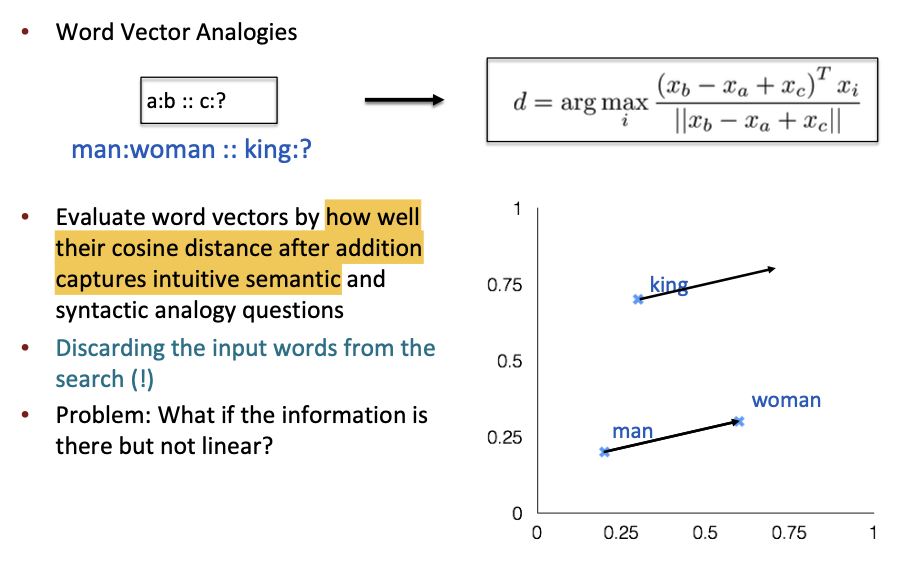 • Word Vector Analogies
a:b :: c:?
man:woman :: king:?
d = arg max_i (x_b − x_a + x_c)^T x_i / ||x_b − x_a + x_c||
• Evaluate word vectors by how well
their cosine distance after addition
captures intuitive semantic and
syntactic analogy questions
• Discarding the input words from the
search (!)
• Problem: What if the information is
there but not linear?
1
0.75
0.5
0.25
0
king
woman
man
0 0.25 0.5 0.75 1